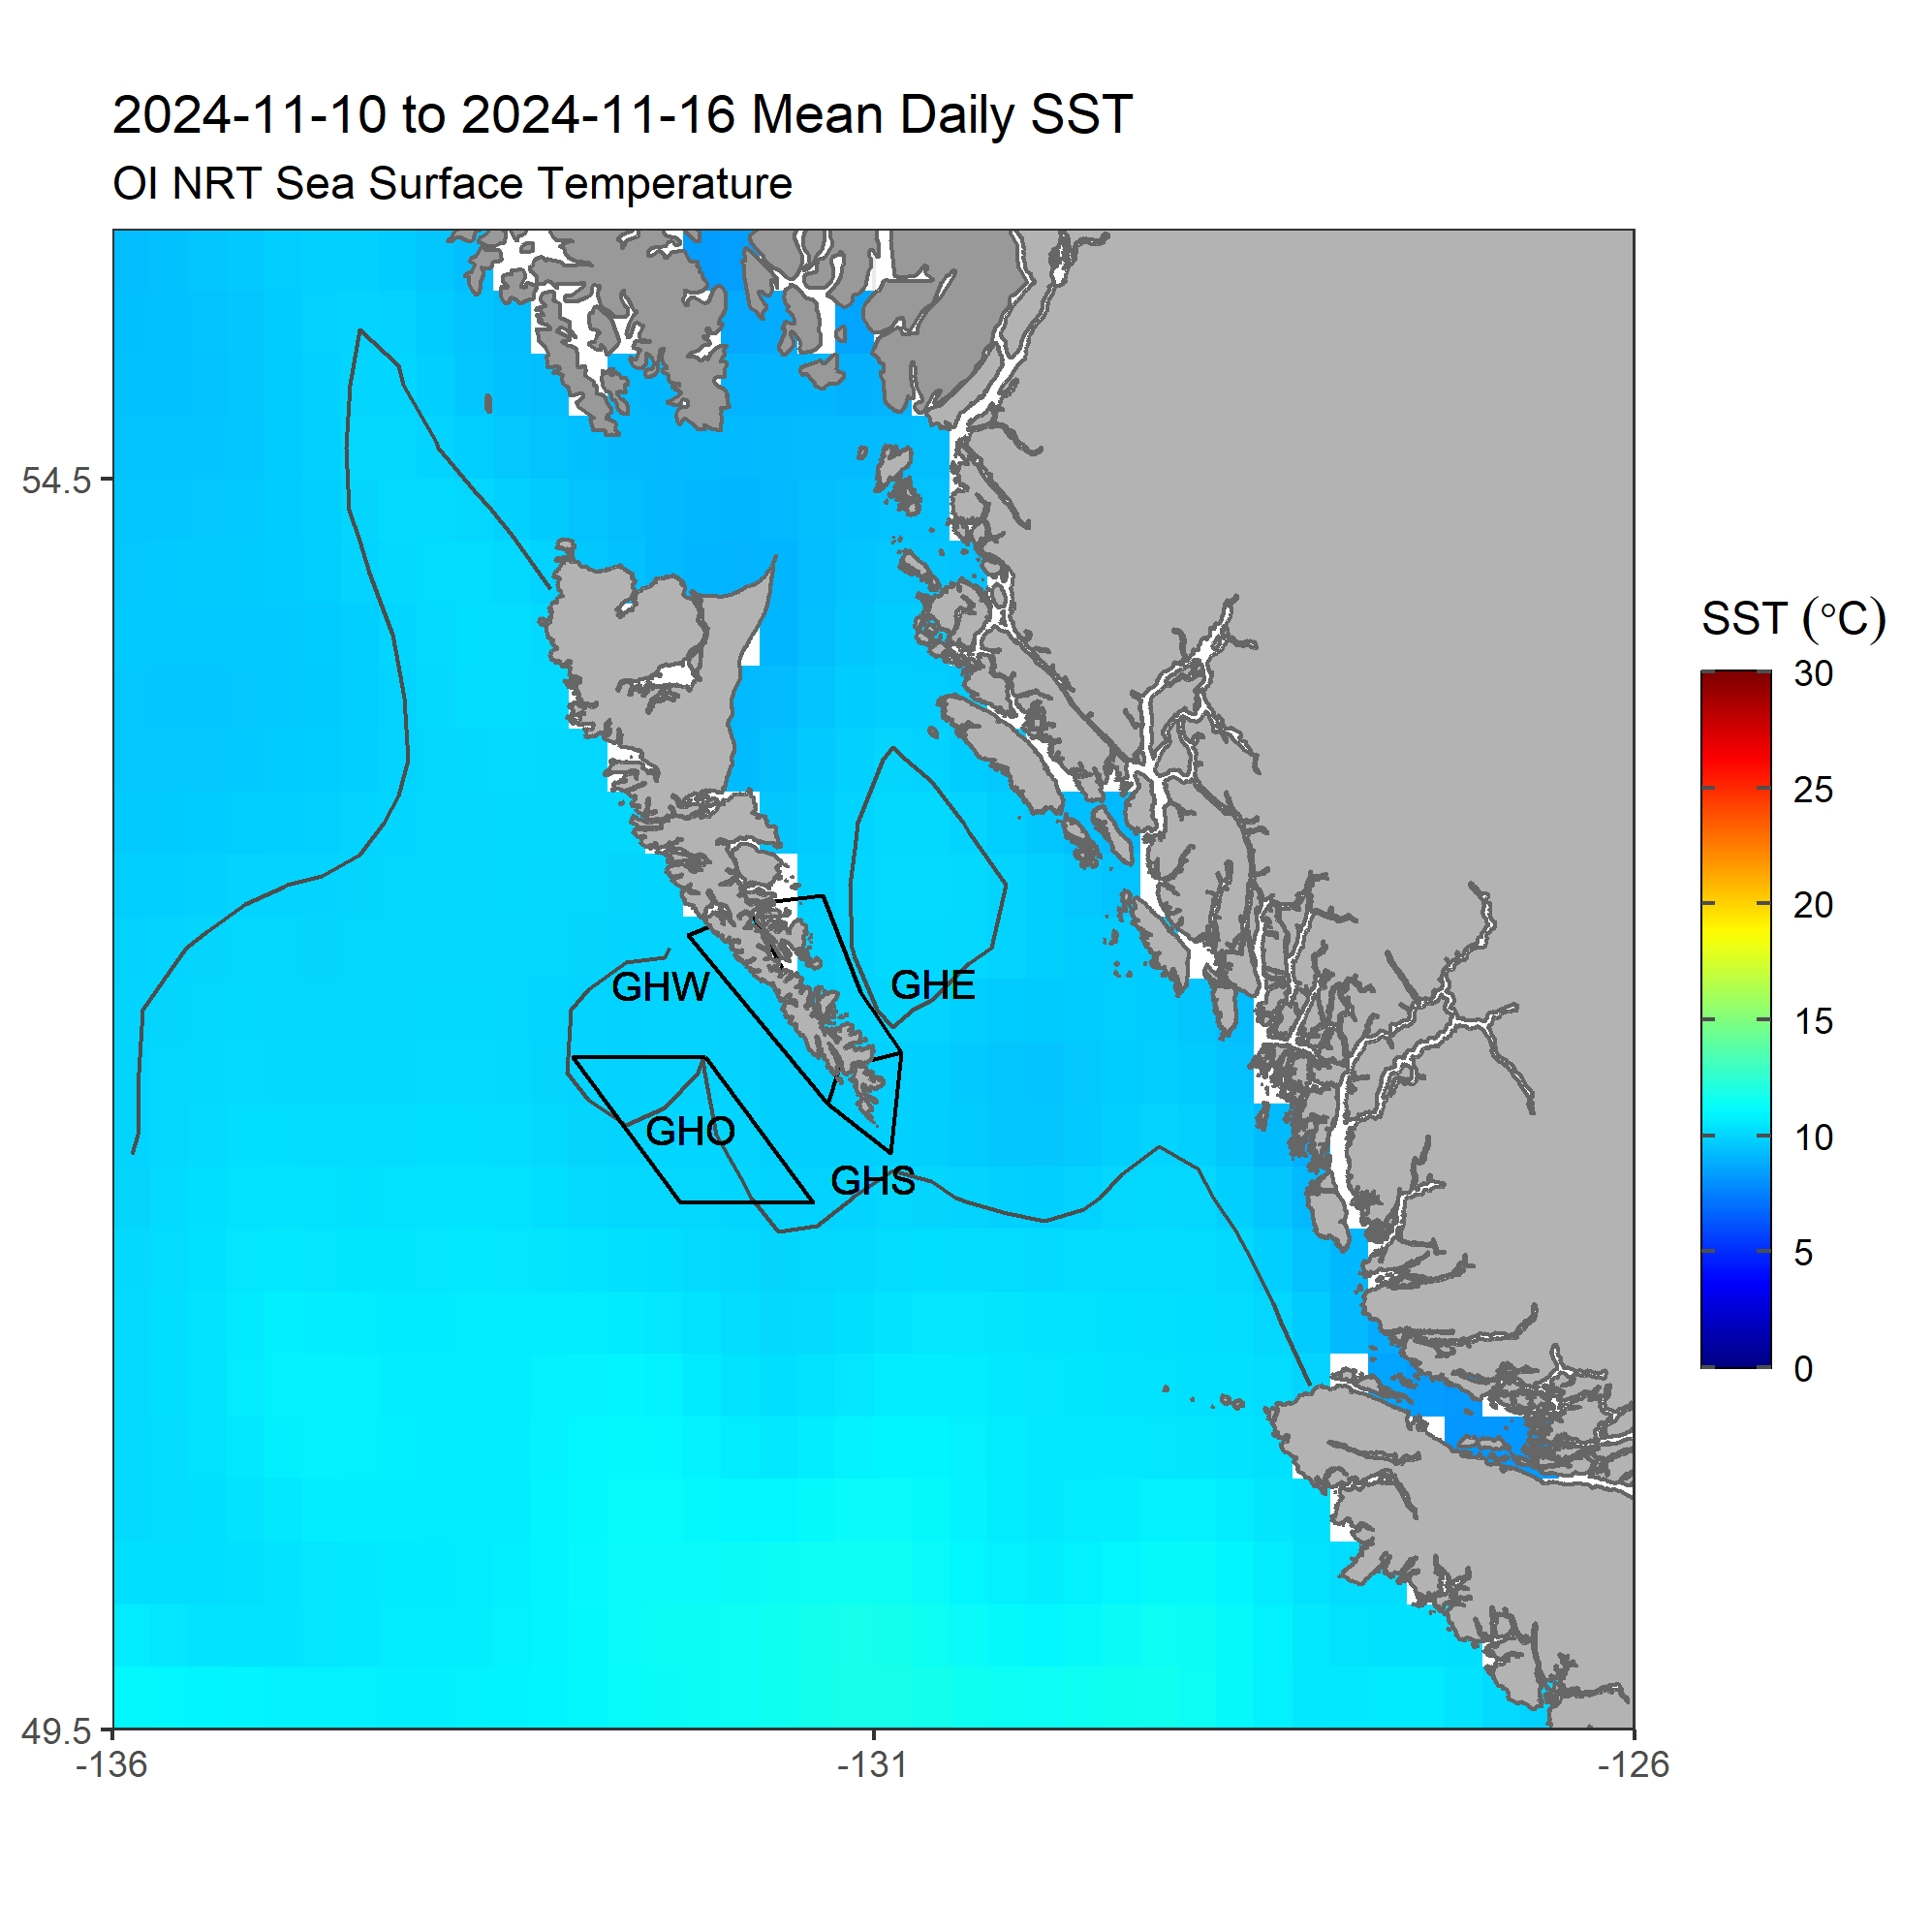 2024-11-10 to 2024-11-16 Mean Daily SST
OI NRT Sea Surface Temperature
54.5
49.5
-136
-131
-126
GHW
GHE
GHO
GHS
SST (°C)
30
25
20
15
10
5
0